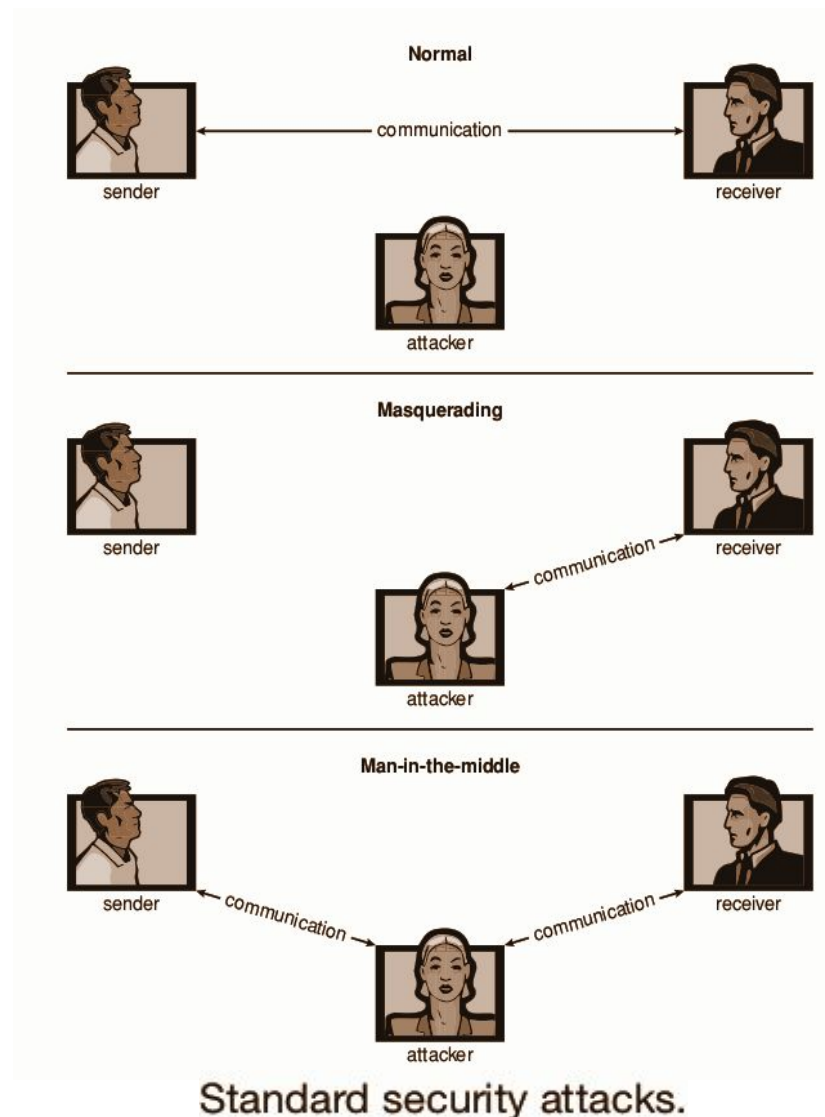 Normal
communication
sender
receiver
attacker
Masquerading
sender
receiver
communication
attacker
Man-in-the-middle
sender
receiver
communication
communication
attacker
Standard security attacks.